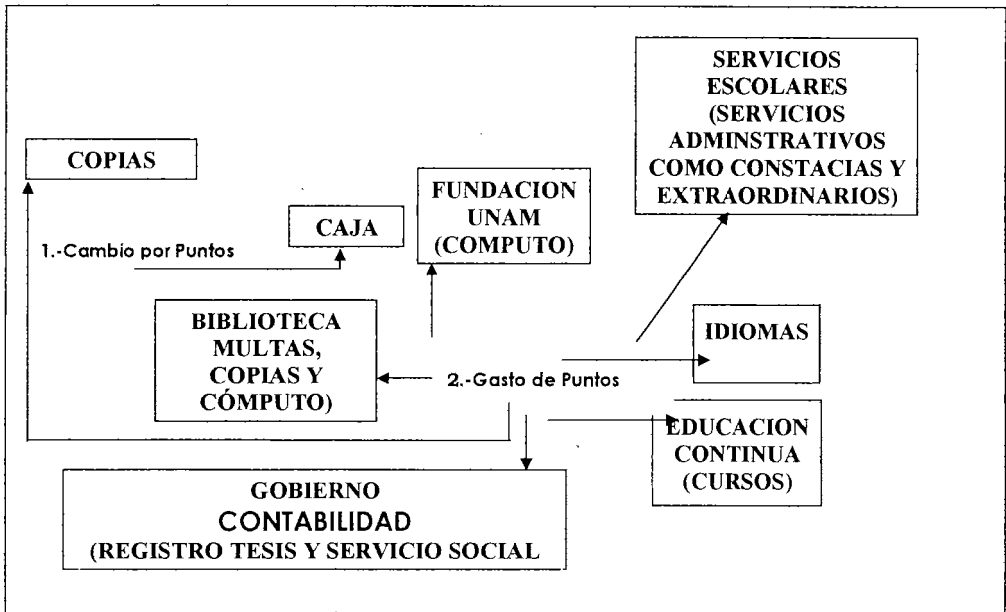 SERVICIOS
ESCOLARES
(SERVICIOS
ADMINSTRATIVOS
COMO CONSTACIAS Y
EXTRAORDINARIOS)
COPIAS
FUNDACION
UNAM
(COMPUTO)
CAJA
1.-Cambio por Puntos
BIBLIOTECA
MULTAS,
COPIAS Y
CÓMPUTO)
IDIOMAS
2.-Gasto de Puntos
EDUCACION
CONTINUA
(CURSOS)
GOBIERNO
CONTABILIDAD
(REGISTRO TESIS Y SERVICIO SOCIAL